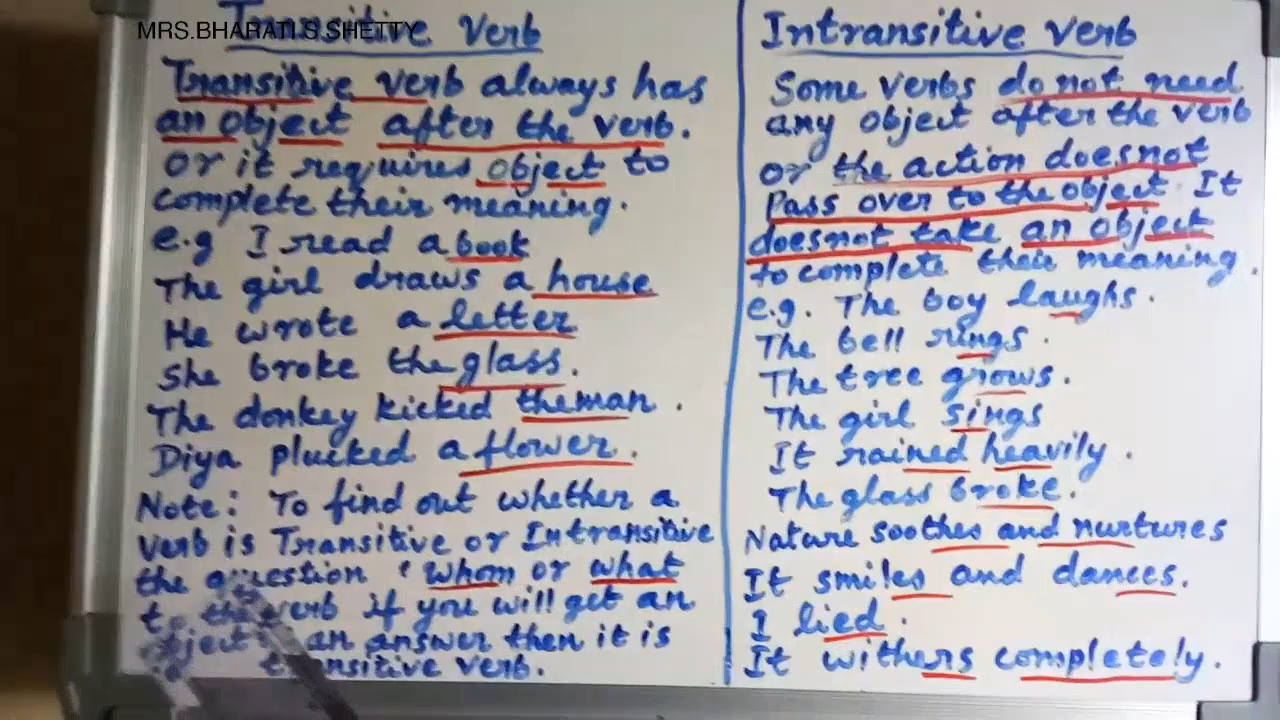 MRS.BHARATI.S.SHETTY
Transitive Verb
Transitive verb always has
an object after the verb.
or it requires object to
complete their meaning.
e.g I read a book
The girl draws a house
He wrote a letter
She broke the glass.
The donkey kicked the man.
Diya plucked a flower.
Note: To find out whether a
verb is Transitive or Intransitive
the question 'whom or what
to the verb if you will get an
object an answer then it is
transitive verb.
Intransitive Verb
Some verbs do not need
any object after the verb
or the action does not
Pass over to the object It
does not take an object
to complete their meaning.
e.g. The boy laughs.
The bell rings.
The tree grows.
The girl sings
It rained heavily.
The glass broke.
Nature soothes and nurtures
It smiles and dances.
I lied.
It withers completely.